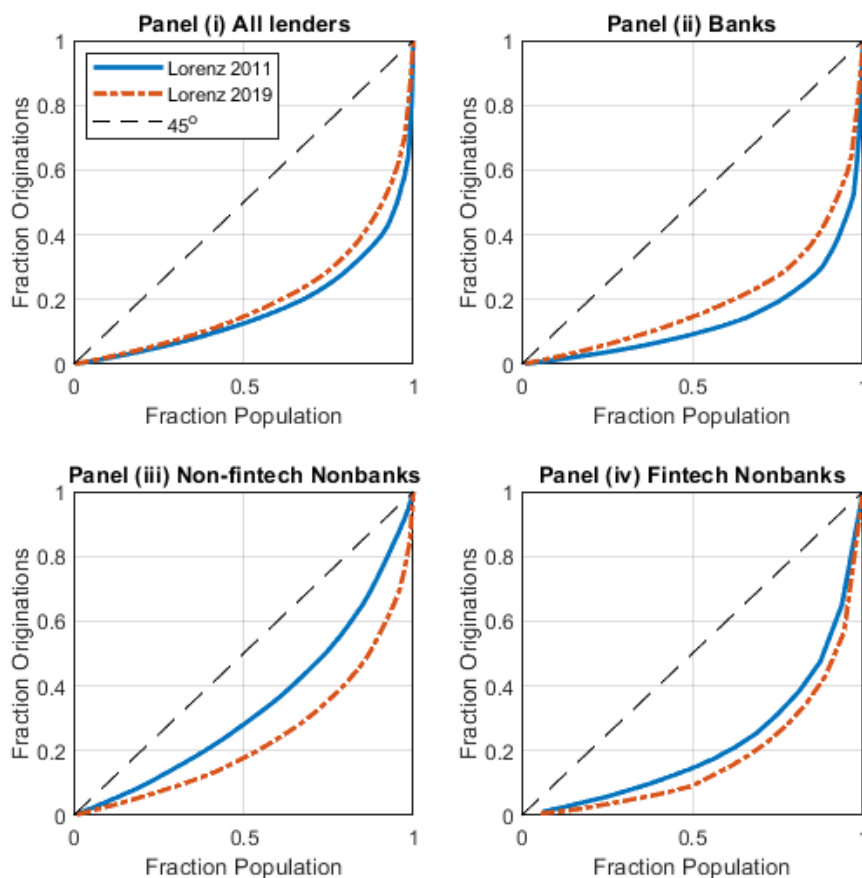 Panel (i) All lenders
Lorenz 2011
Lorenz 2019
45o
1
0.8
0.6
0.4
0.2
0
Fraction Originations
0
0.5
1
Fraction Population
Panel (ii) Banks
1
0.8
0.6
0.4
0.2
0
Fraction Originations
0
0.5
1
Fraction Population
Panel (iii) Non-fintech Nonbanks
1
0.8
0.6
0.4
0.2
0
Fraction Originations
0
0.5
1
Fraction Population
Panel (iv) Fintech Nonbanks
1
0.8
0.6
0.4
0.2
0
Fraction Originations
0
0.5
1
Fraction Population